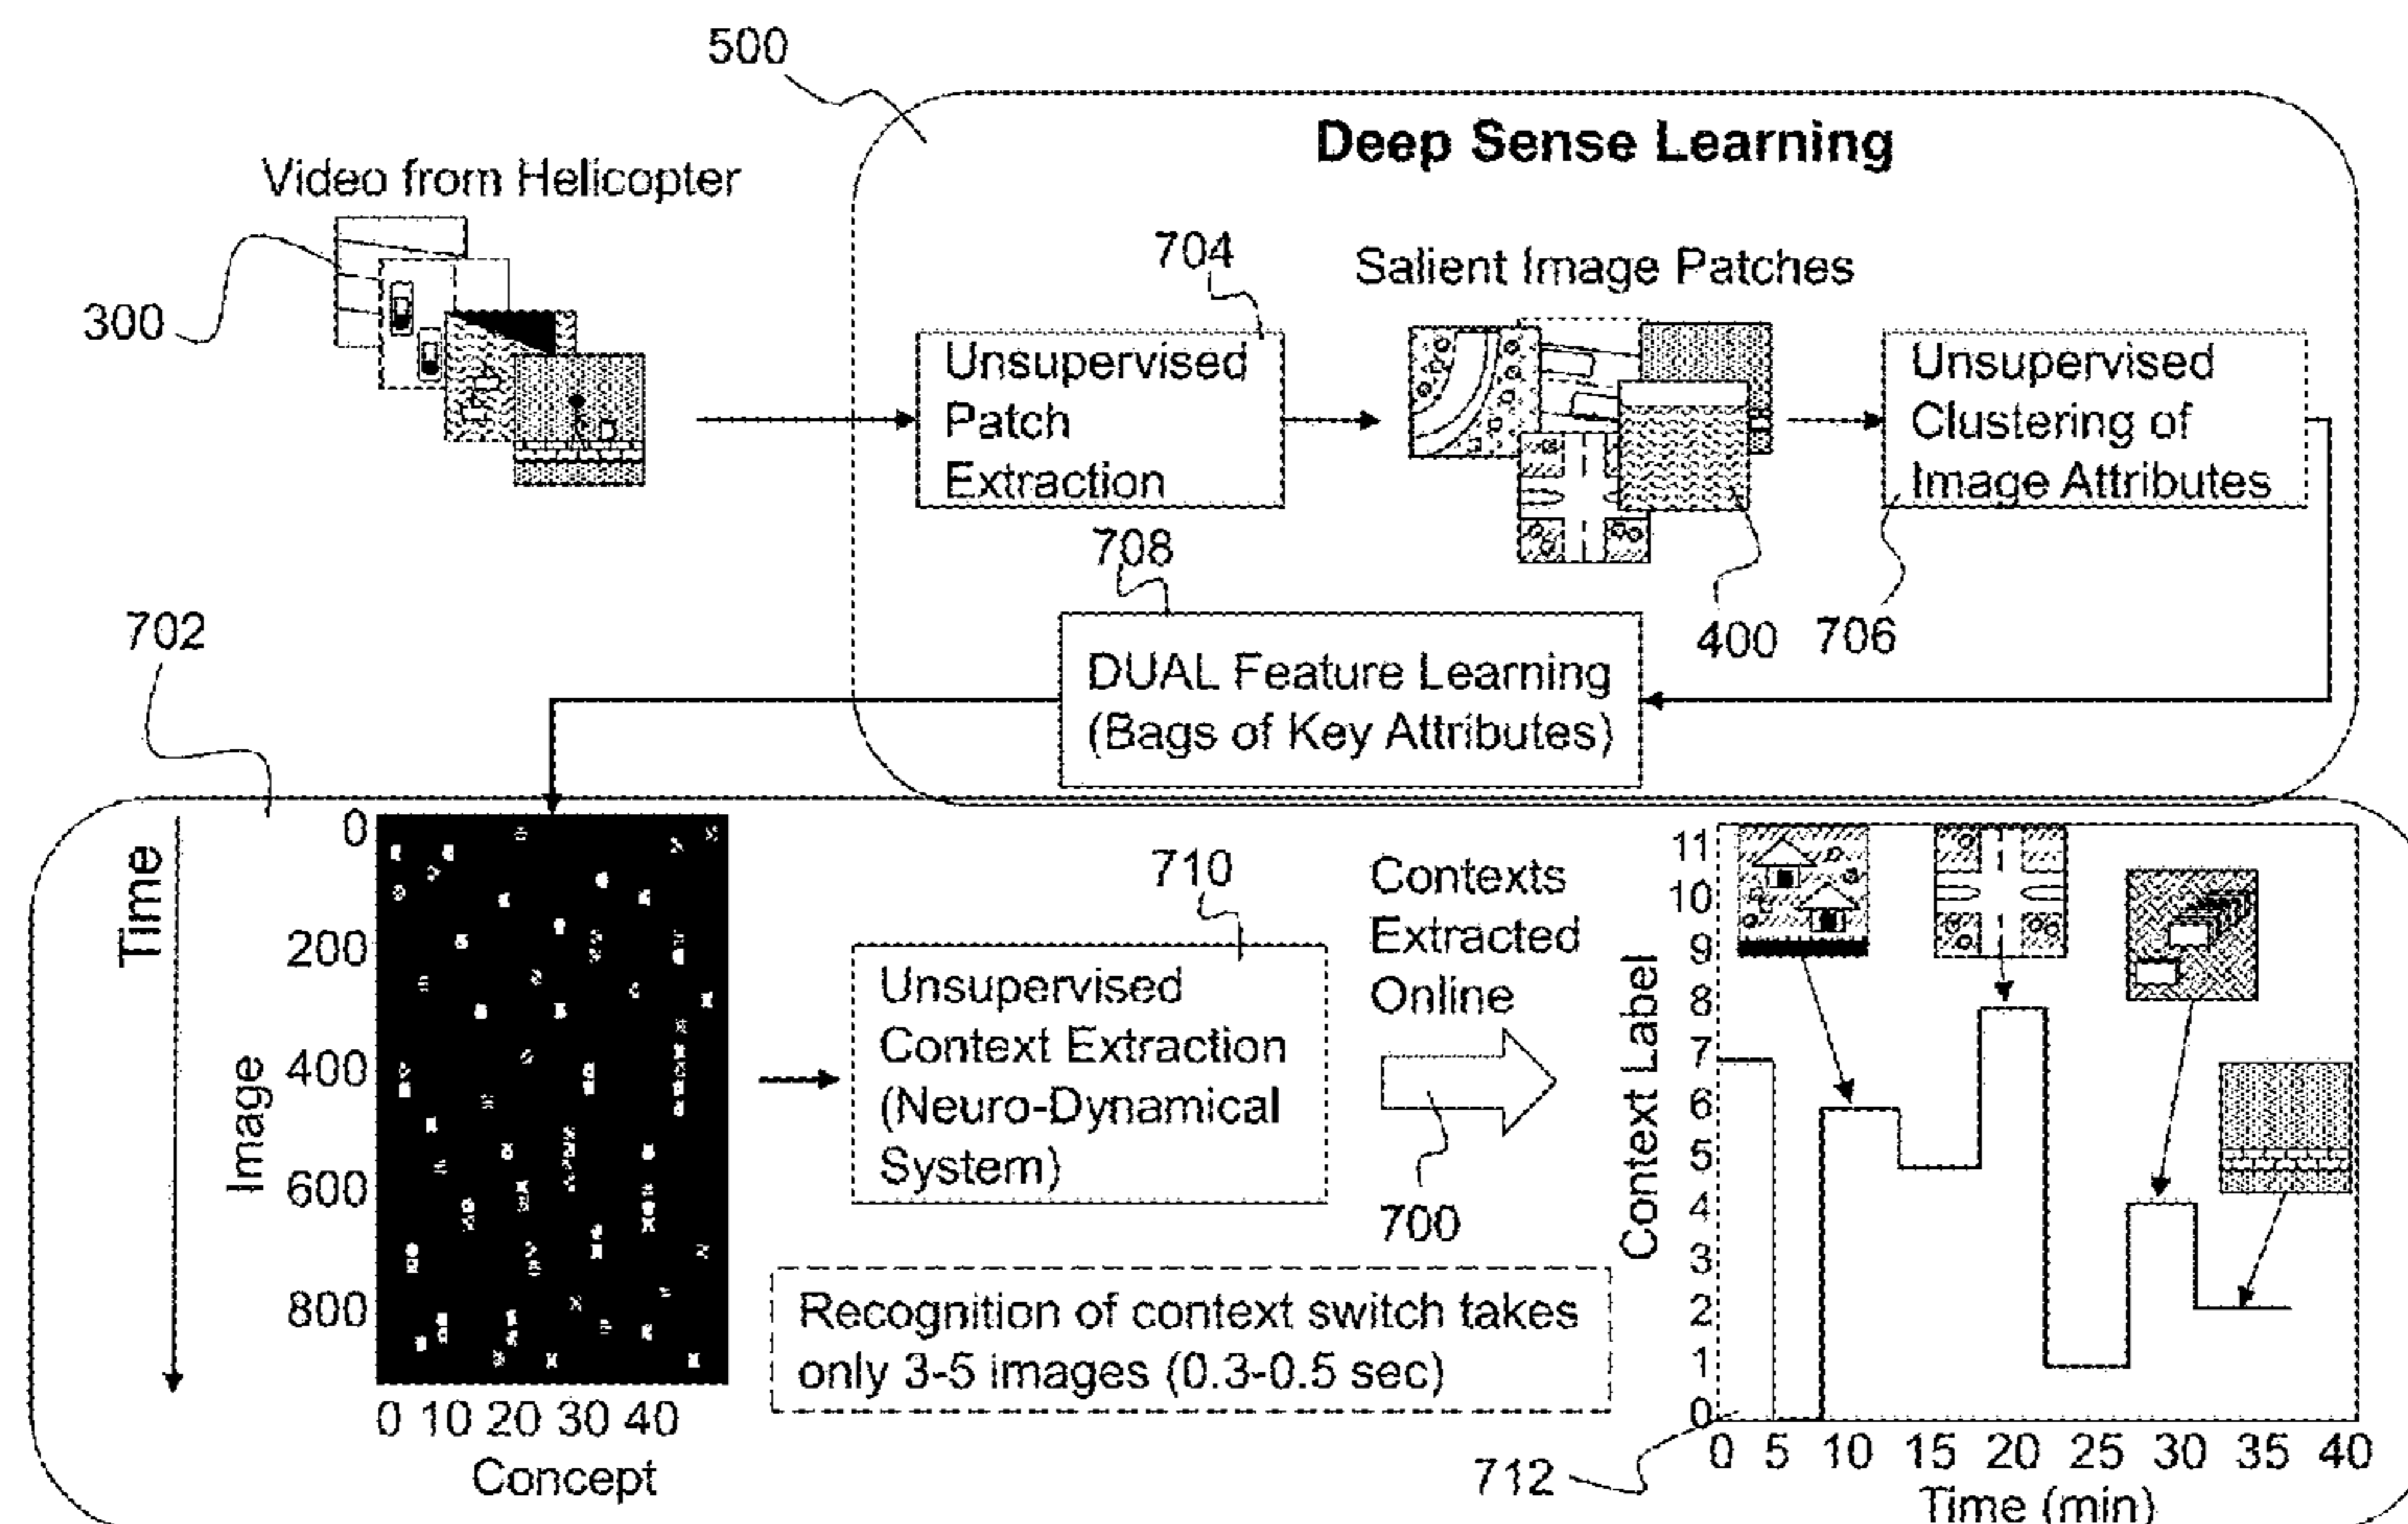 500
Deep Sense Learning
Video from Helicopter
300
704
Salient Image Patches
Unsupervised
Patch
Extraction
Unsupervised
Clustering of
Image Attributes
400
706
708
DUAL Feature Learning
(Bags of Key Attributes)
702
Time
Image
0
200
400
600
800
0 10 20 30 40
Concept
710
Unsupervised
Context Extraction
(Neuro-Dynamical
System)
Contexts
Extracted
Online
700
Recognition of context switch takes
only 3-5 images (0.3-0.5 sec)
Context Label
11
10
9
8
7
6
5
4
3
2
1
0
0 5 10 15 20 25 30 35 40
Time (min)
712